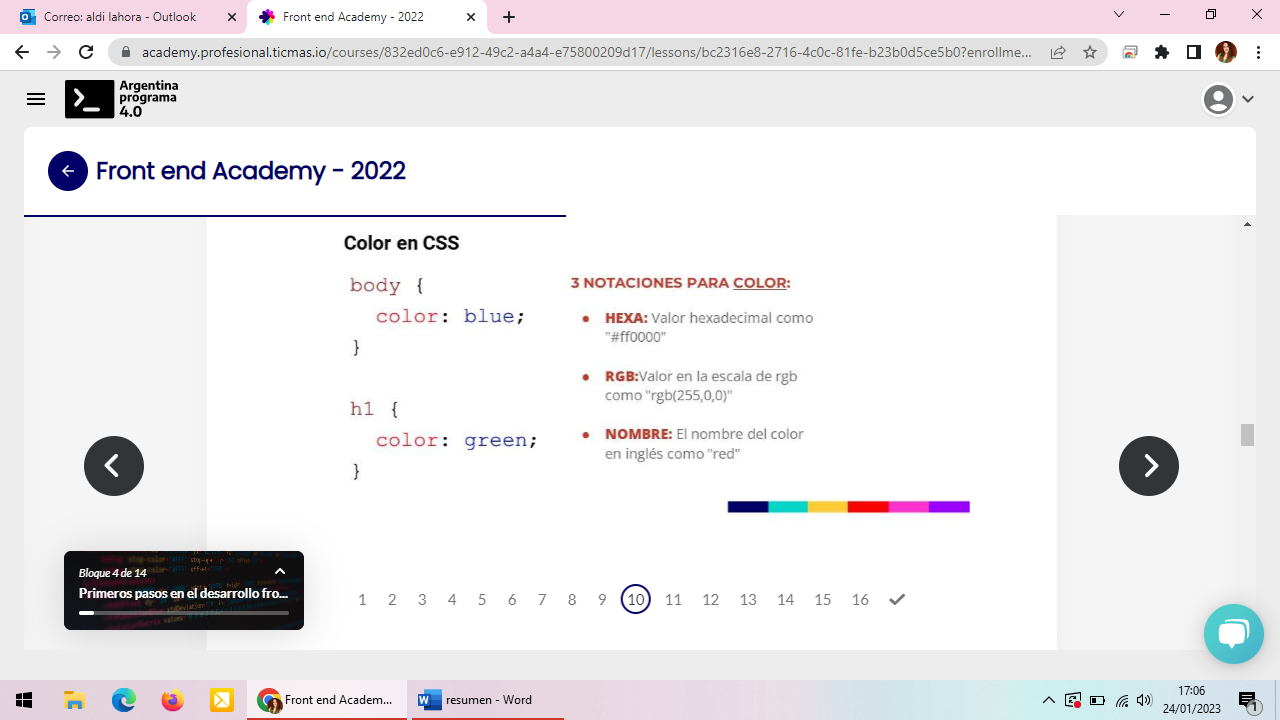 Correo: aldi lahora - Outlook
Front end Academy - 2022
academy.profesional.ticmas.io/courses/832ed0c6-e912-49c2-a4a4-e75800209d17/lessons/bc2316e8-2716-4c0c-81fe-b23b0d5ce5b0?enrollme...
Argentina
programa
4.0
Front end Academy - 2022
Color en CSS
body {
color: blue;
}
h1 {
color: green;
}
3 NOTACIONES PARA COLOR:
HEXA: Valor hexadecimal como
"#ff0000"
RGB:Valor en la escala de rgb
como "rgb(255,0,0)"
NOMBRE: El nombre del color
en inglés como "red"
Bloque 4 de 14
Primeros pasos en el desarrollo fro...
1 2 3 4 5 6 7 8 9 10 11 12 13 14 15 16
Front end Academ...
resumen - Word
17:06
24/01/2023
1